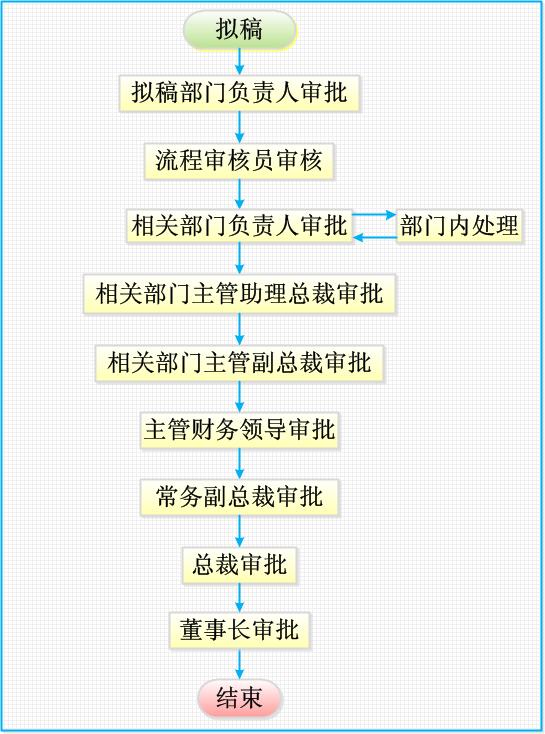 拟稿
拟稿部门负责人审批
流程审核员审核
相关部门负责人审批
部门内处理
相关部门主管助理总裁审批
相关部门主管副总裁审批
主管财务领导审批
常务副总裁审批
总裁审批
董事长审批
结束